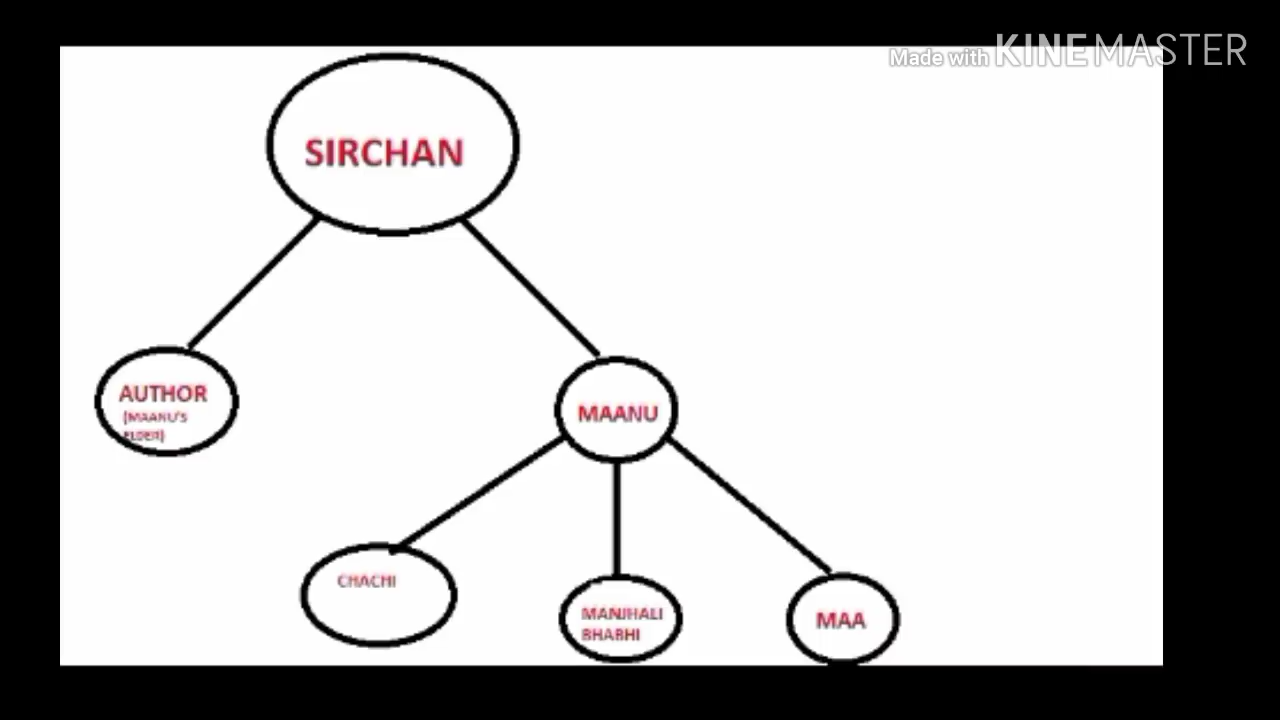 Made with KINEMASTER
SIRCHAN
AUTHOR
(MAANU'S
ELDER)
MAANU
CHACHI
MANJHALI
BHABHI
MAA